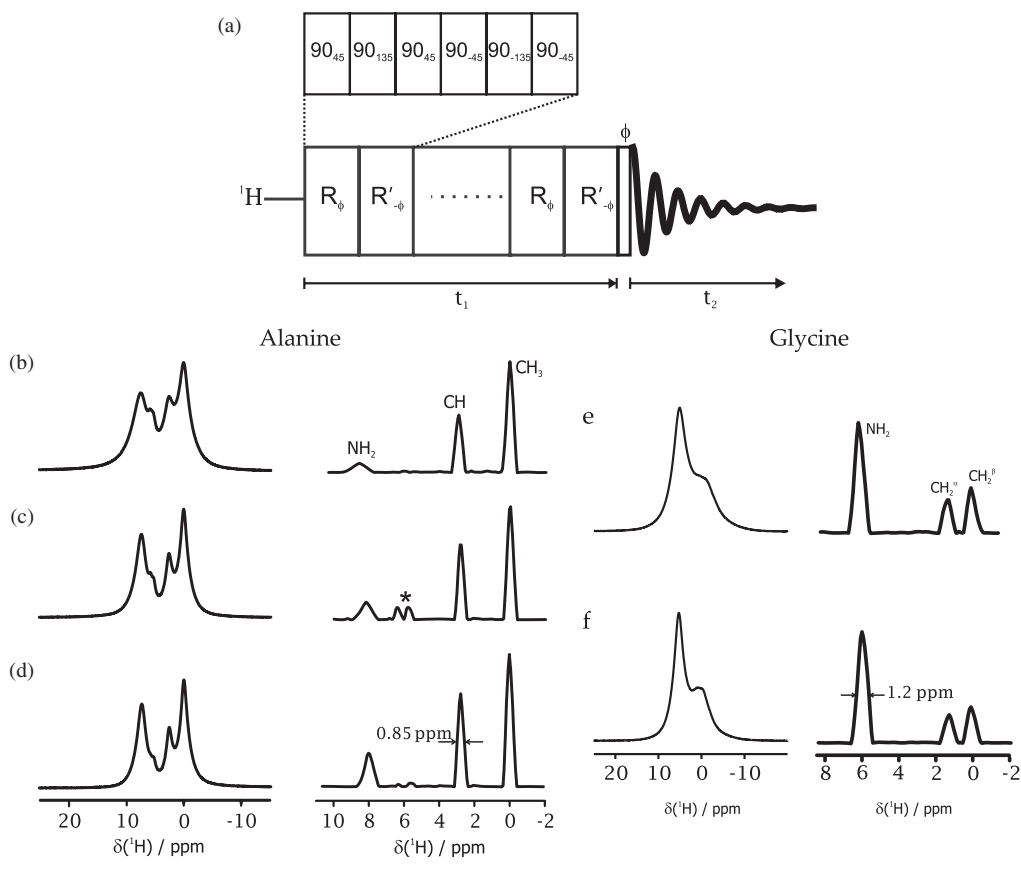 (a)
90₄₅ 90₁₃₅ 90₄₅ 90₋₄₅ 90₋₁₃₅ 90₋₄₅
ϕ
¹H R_ϕ R′_-ϕ ........ R_ϕ R′_-ϕ
t₁ t₂
Alanine
(b)
NH₂ CH CH₃
(c)
*
(d)
0.85 ppm
20 10 0 -10
δ(¹H) / ppm
10 8 6 4 2 0 -2
δ(¹H) / ppm
Glycine
e
NH₂ CH₂^α CH₂^β
f
1.2 ppm
20 10 0 -10
δ(¹H) / ppm
8 6 4 2 0 -2
δ(¹H) / ppm